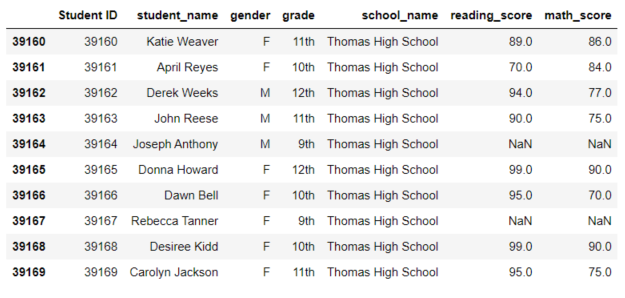 Student ID student_name gender grade school_name reading_score math_score
39160 39160 Katie Weaver F 11th Thomas High School 89.0 86.0
39161 39161 April Reyes F 10th Thomas High School 70.0 84.0
39162 39162 Derek Weeks M 12th Thomas High School 94.0 77.0
39163 39163 John Reese M 11th Thomas High School 90.0 75.0
39164 39164 Joseph Anthony M 9th Thomas High School NaN NaN
39165 39165 Donna Howard F 12th Thomas High School 99.0 90.0
39166 39166 Dawn Bell F 10th Thomas High School 95.0 70.0
39167 39167 Rebecca Tanner F 9th Thomas High School NaN NaN
39168 39168 Desiree Kidd F 10th Thomas High School 99.0 90.0
39169 39169 Carolyn Jackson F 11th Thomas High School 95.0 75.0